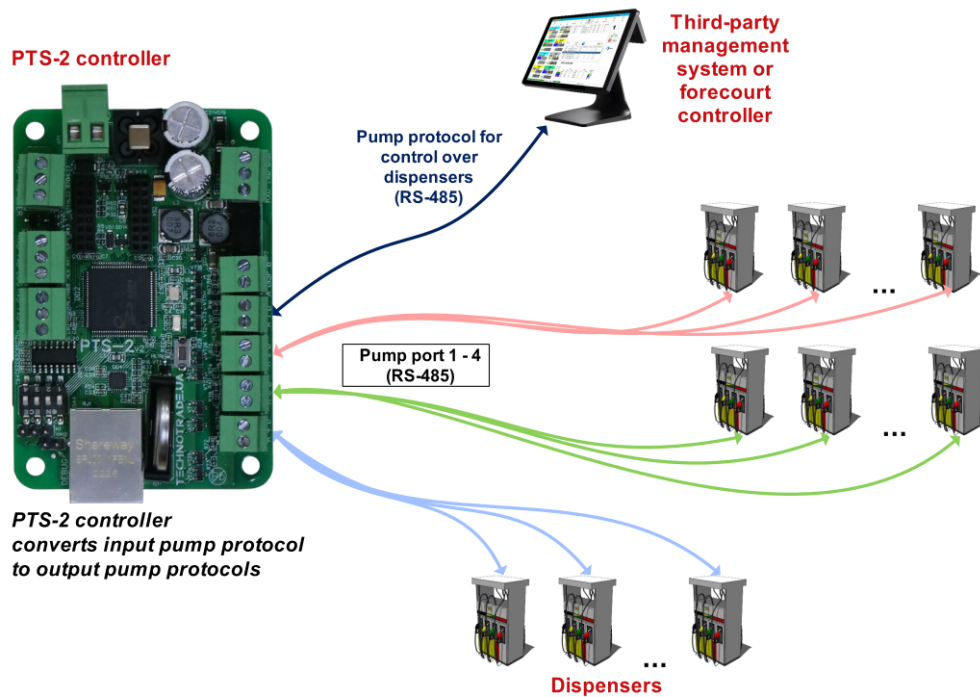 PTS-2 controller
Third-party
management
system or
forecourt
controller
Pump protocol for
control over
dispensers
(RS-485)
...
PTS-2
Pump port 1 - 4
(RS-485)
TECHNOTRADE.UA
Shareway
...
PTS-2 controller
converts input pump protocol
to output pump protocols
...
Dispensers